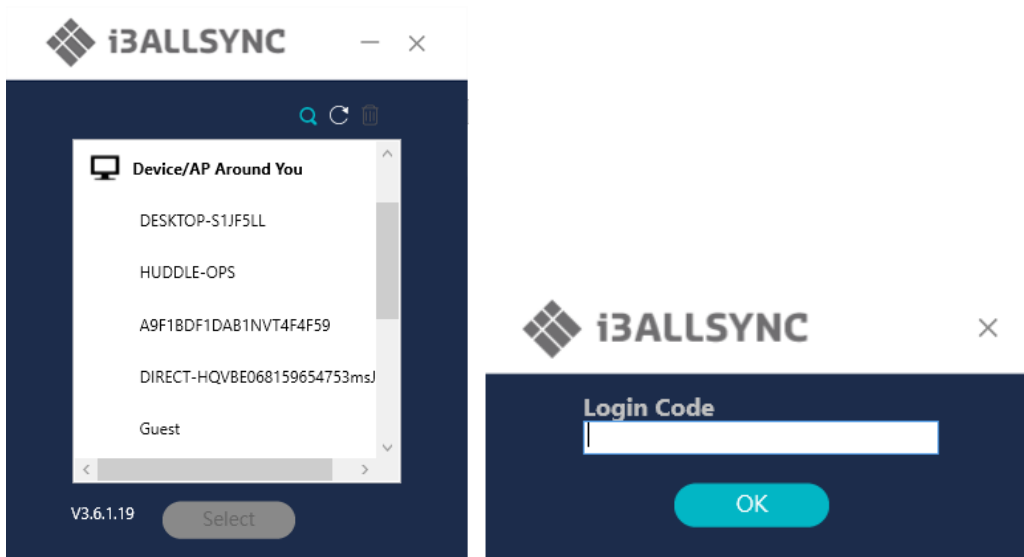 i3ALLSYNC
Device/AP Around You
DESKTOP-S1JF5LL
HUDDLE-OPS
A9F1BDF1DAB1NVT4F4F59
DIRECT-HQVBE068159654753msJ
Guest
V3.6.1.19
Select
i3ALLSYNC
Login Code
OK